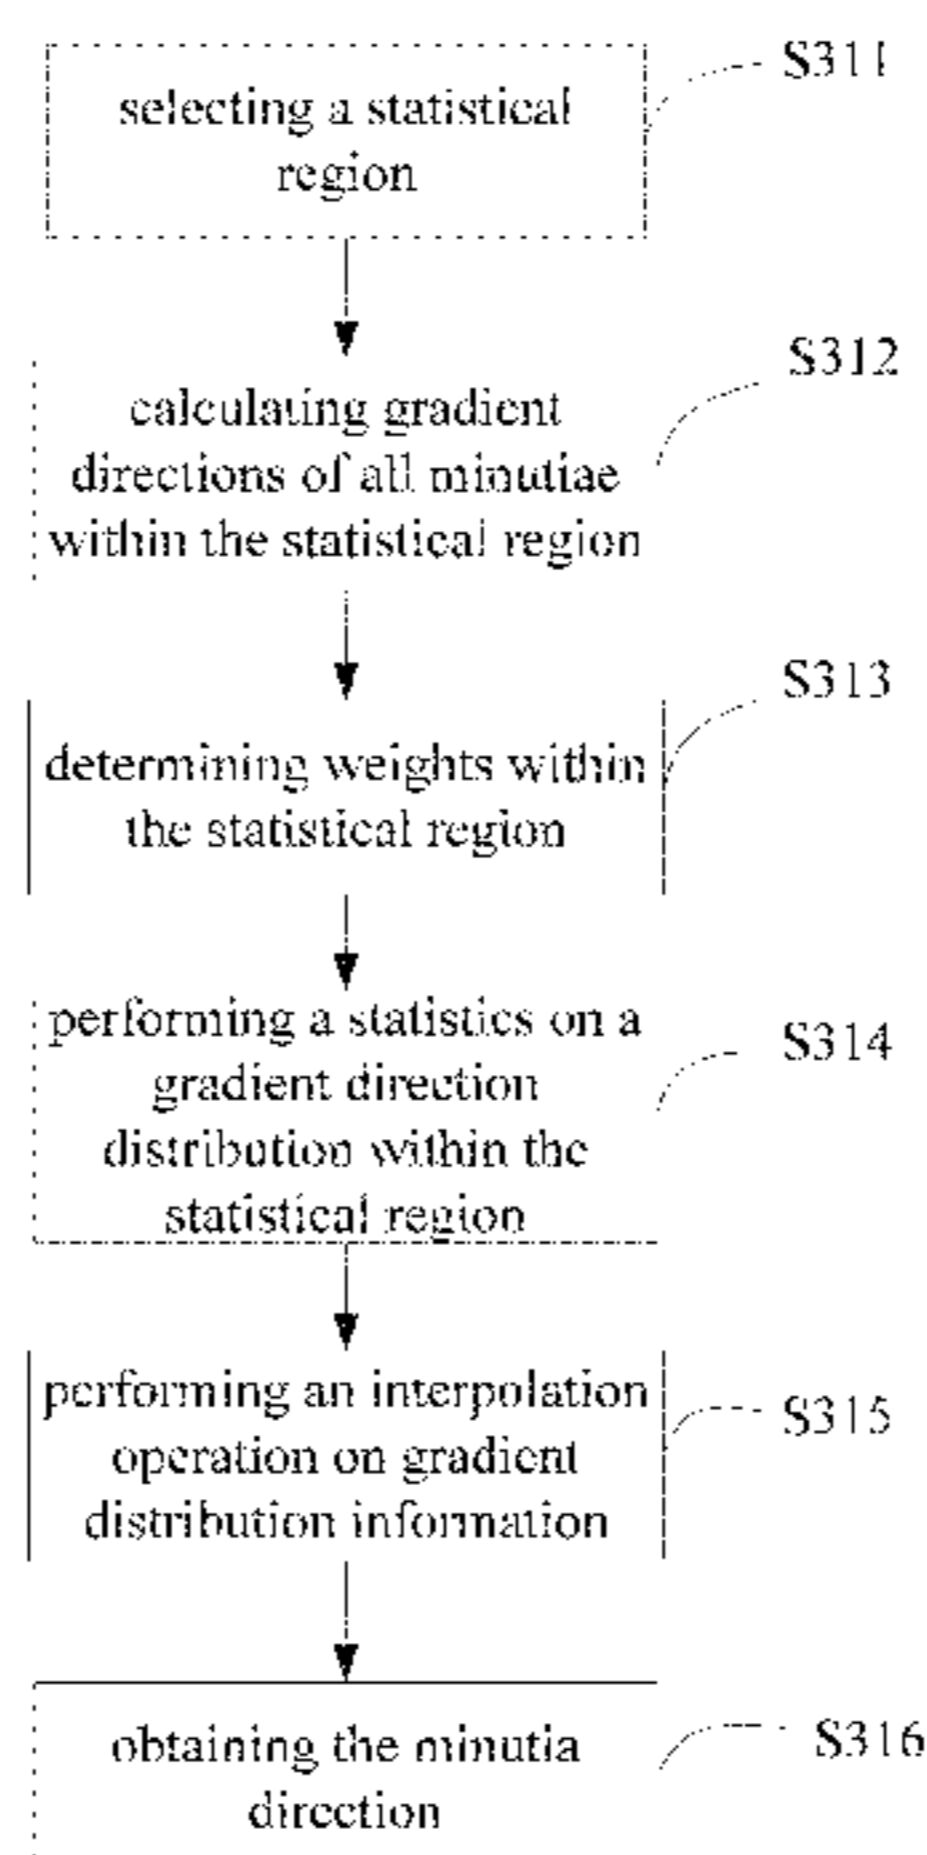 S311
selecting a statistical
region
S312
calculating gradient
directions of all minutiae
within the statistical region
S313
determining weights within
the statistical region
performing a statistics on a
S314
gradient direction
distribution within the
statistical region
performing an interpolation
S315
operation on gradient
distribution information
obtaining the minutia
S316
direction